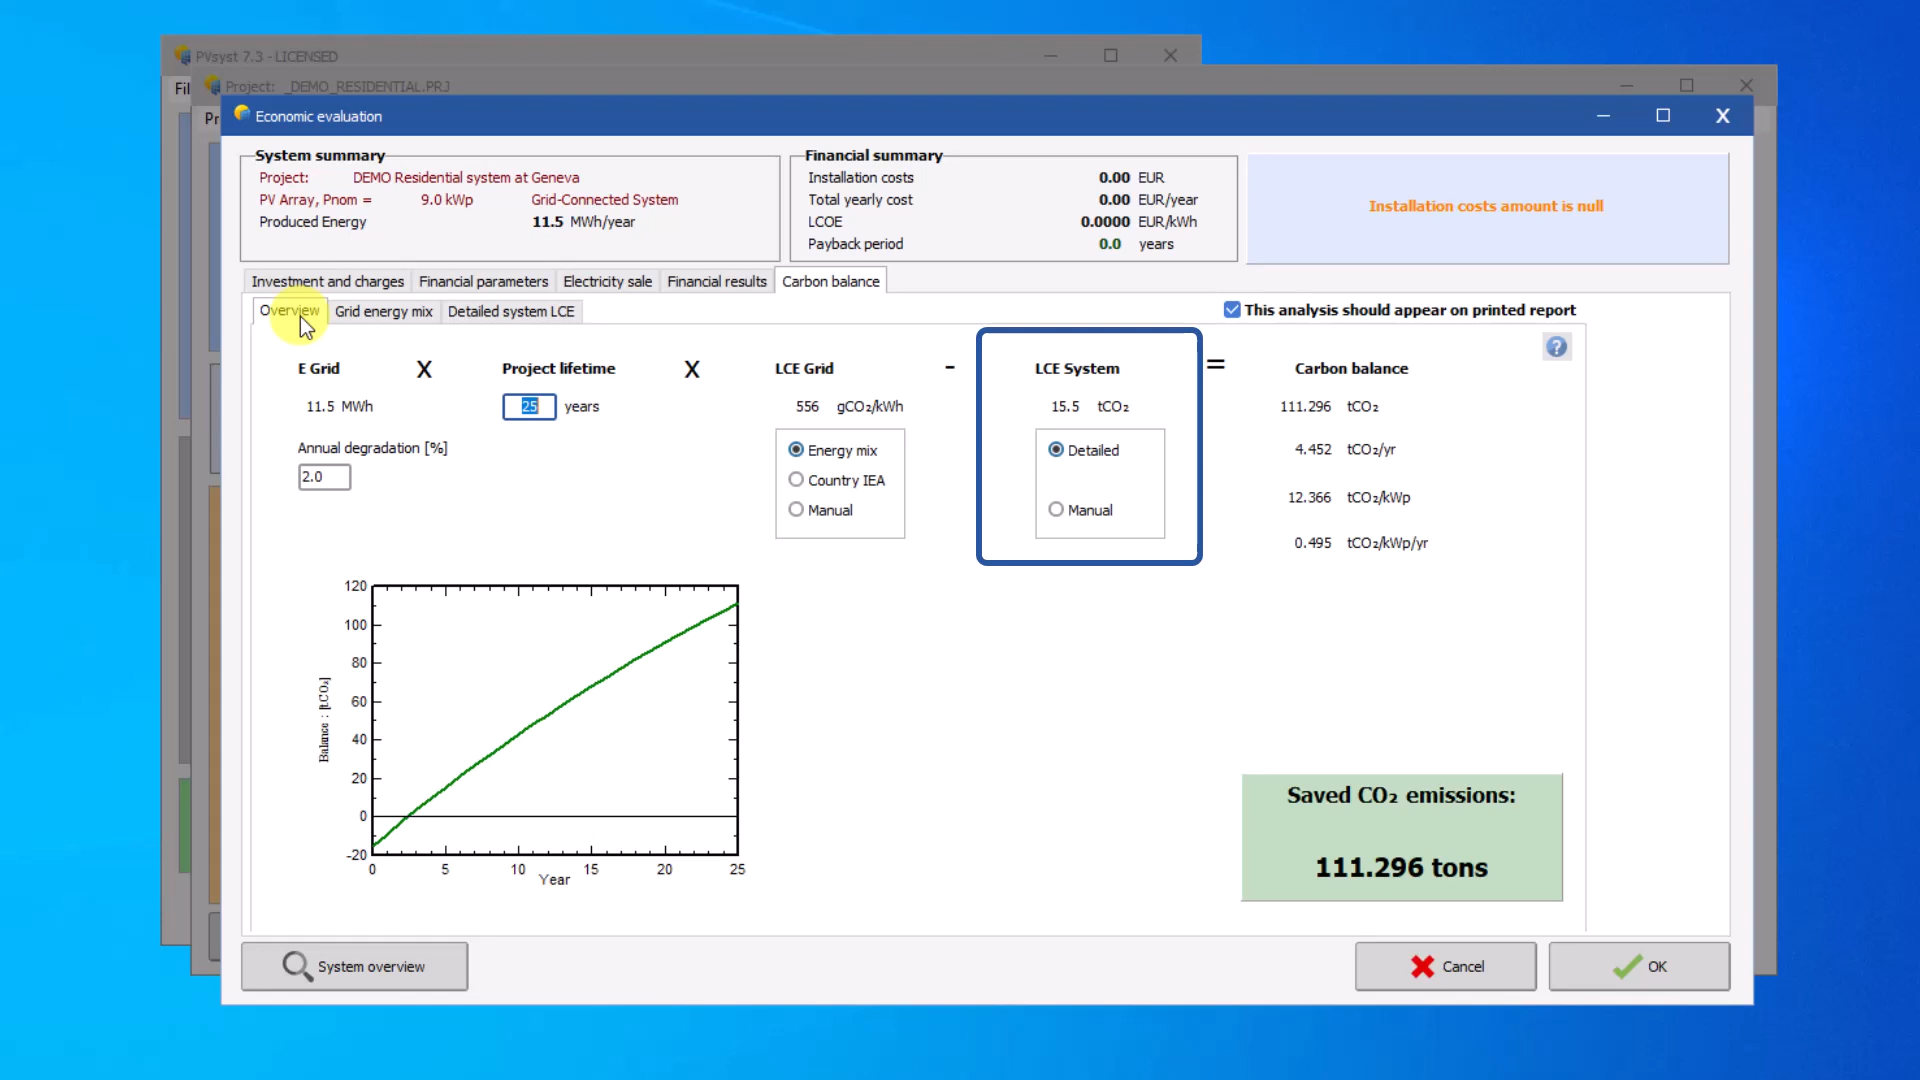 PVsyst 7.3 - LICENSED
Fil
Project: _DEMO_RESIDENTIAL.PRJ
Pr
Economic evaluation
System summary
Project: DEMO Residential system at Geneva
PV Array, Pnom = 9.0 kWp Grid-Connected System
Produced Energy 11.5 MWh/year
Financial summary
Installation costs 0.00 EUR
Total yearly cost 0.00 EUR/year
LCOE 0.0000 EUR/kWh
Payback period 0.0 years
Installation costs amount is null
Investment and charges Financial parameters Electricity sale Financial results Carbon balance
Overview Grid energy mix Detailed system LCE
This analysis should appear on printed report
?
E Grid X Project lifetime X LCE Grid - LCE System = Carbon balance
11.5 MWh 25 years 556 gCO₂/kWh 15.5 tCO₂ 111.296 tCO₂
Annual degradation [%]
2.0
Energy mix
Country IEA
Manual
Detailed
Manual
4.452 tCO₂/yr
12.366 tCO₂/kWp
0.495 tCO₂/kWp/yr
120
100
80
60
40
20
0
-20
Balance : [tCO₂]
0 5 10 15 20 25
Year
Saved CO₂ emissions:
111.296 tons
System overview
Cancel
OK